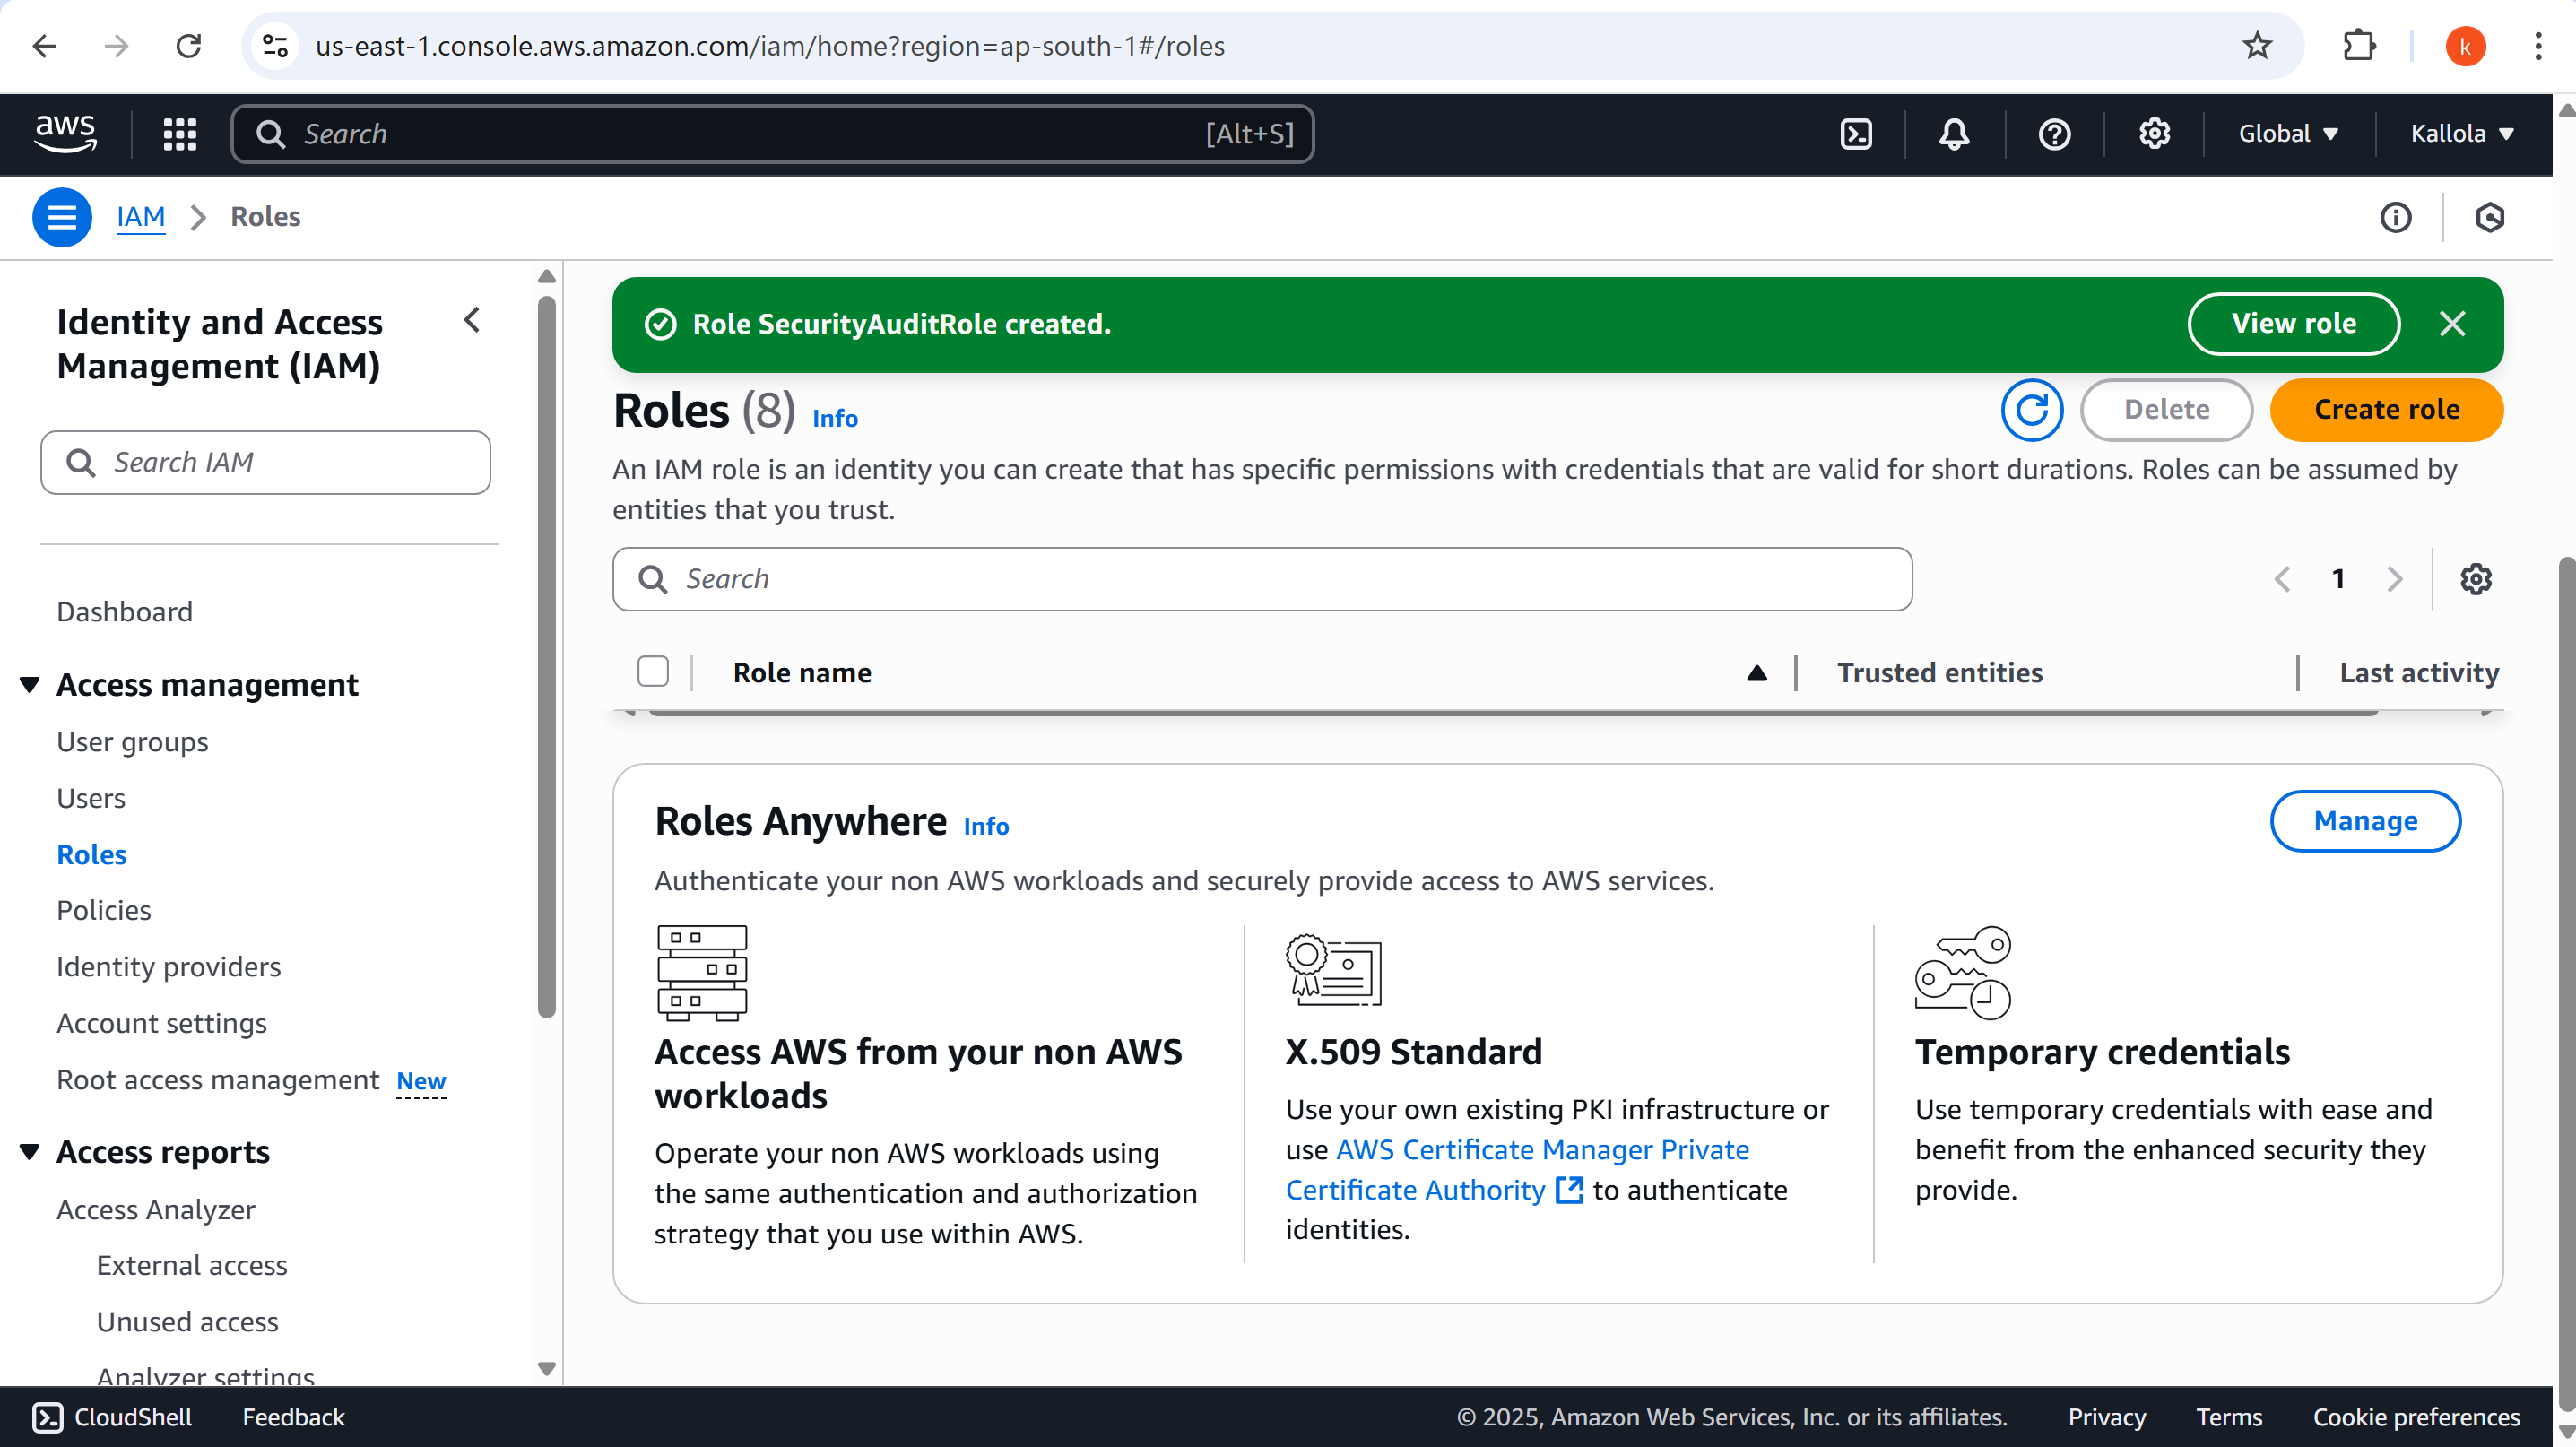 us-east-1.console.aws.amazon.com/iam/home?region=ap-south-1#/roles
k
aws
Search
[Alt+S]
Global
Kallola
IAM
Roles
Identity and Access
Management (IAM)
Search IAM
Dashboard
Access management
User groups
Users
Roles
Policies
Identity providers
Account settings
Root access management New
Access reports
Access Analyzer
External access
Unused access
Analyzer settings
Role SecurityAuditRole created.
View role
Roles (8) Info
Delete
Create role
An IAM role is an identity you can create that has specific permissions with credentials that are valid for short durations. Roles can be assumed by
entities that you trust.
Search
1
Role name
Trusted entities
Last activity
Roles Anywhere Info
Manage
Authenticate your non AWS workloads and securely provide access to AWS services.
Access AWS from your non AWS
workloads
Operate your non AWS workloads using
the same authentication and authorization
strategy that you use within AWS.
X.509 Standard
Use your own existing PKI infrastructure or
use AWS Certificate Manager Private
Certificate Authority to authenticate
identities.
Temporary credentials
Use temporary credentials with ease and
benefit from the enhanced security they
provide.
CloudShell
Feedback
© 2025, Amazon Web Services, Inc. or its affiliates.
Privacy
Terms
Cookie preferences